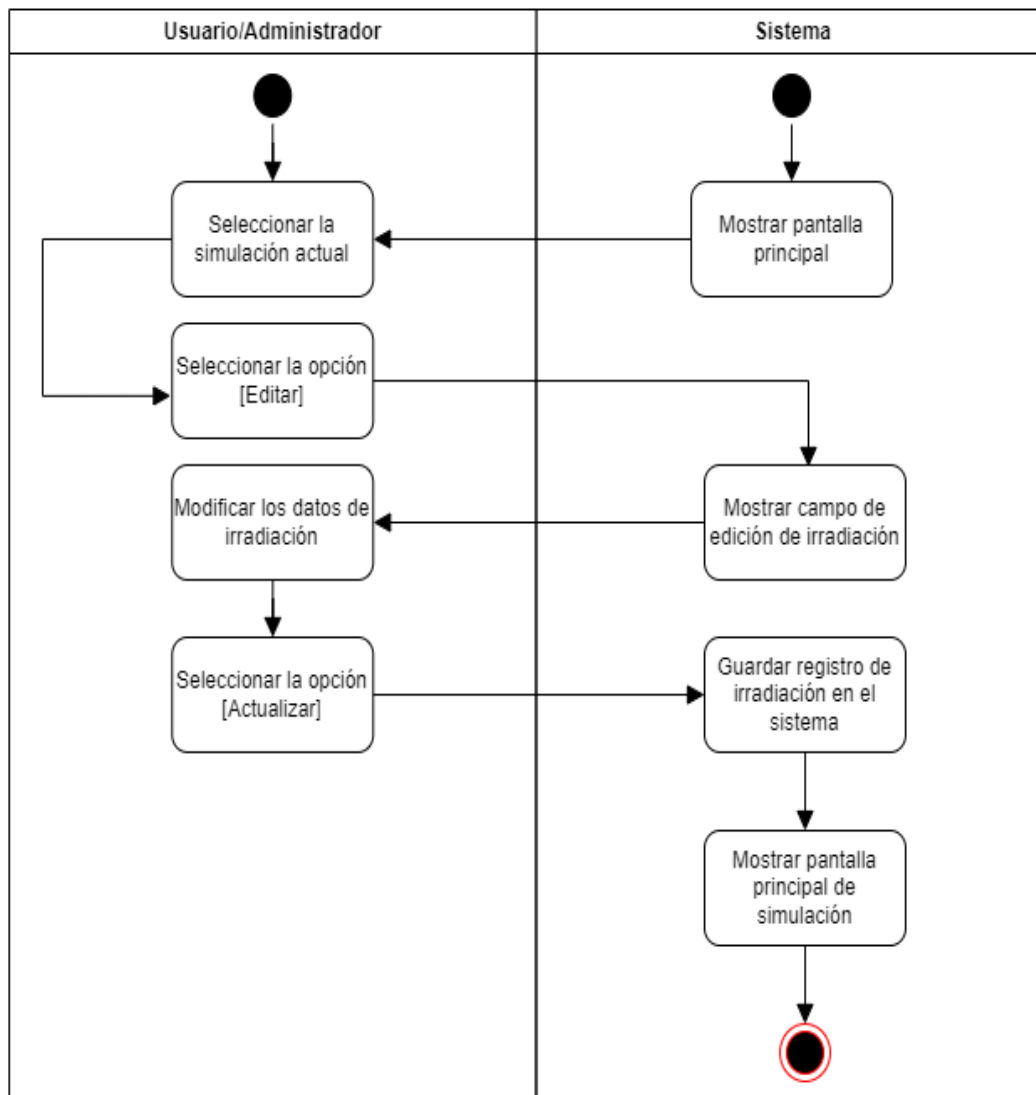 Usuario/Administrador
Sistema
Seleccionar la
simulación actual
Mostrar pantalla
principal
Seleccionar la opción
[Editar]
Modificar los datos de
irradiación
Mostrar campo de
edición de irradiación
Seleccionar la opción
[Actualizar]
Guardar registro de
irradiación en el
sistema
Mostrar pantalla
principal de
simulación